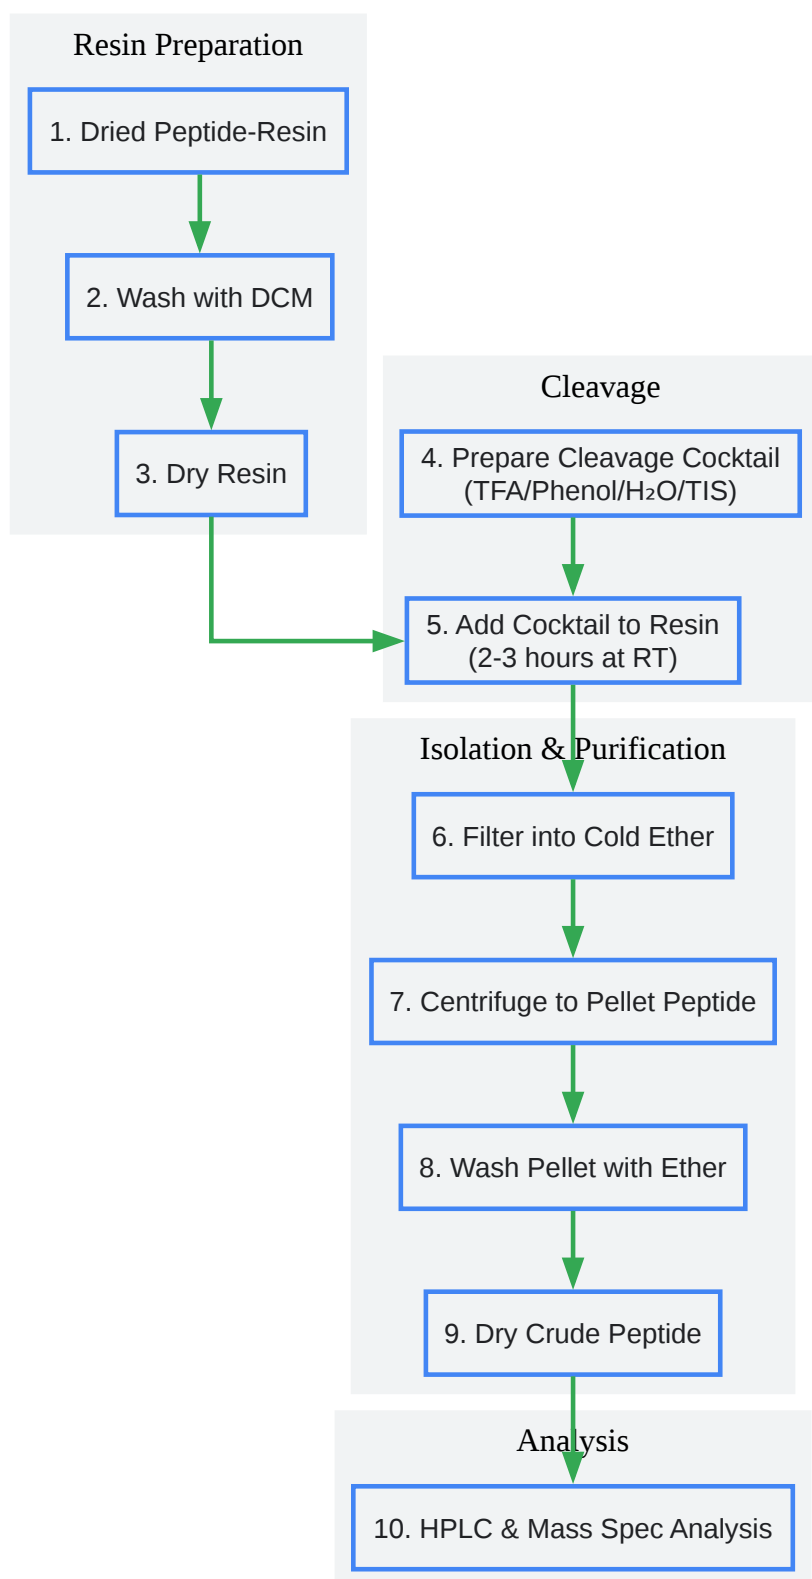 Resin Preparation
1. Dried Peptide-Resin
2. Wash with DCM
3. Dry Resin
Cleavage
4. Prepare Cleavage Cocktail
(TFA/Phenol/H₂O/TIS)
5. Add Cocktail to Resin
(2-3 hours at RT)
Isolation & Purification
6. Filter into Cold Ether
7. Centrifuge to Pellet Peptide
8. Wash Pellet with Ether
9. Dry Crude Peptide
Analysis
10. HPLC & Mass Spec Analysis